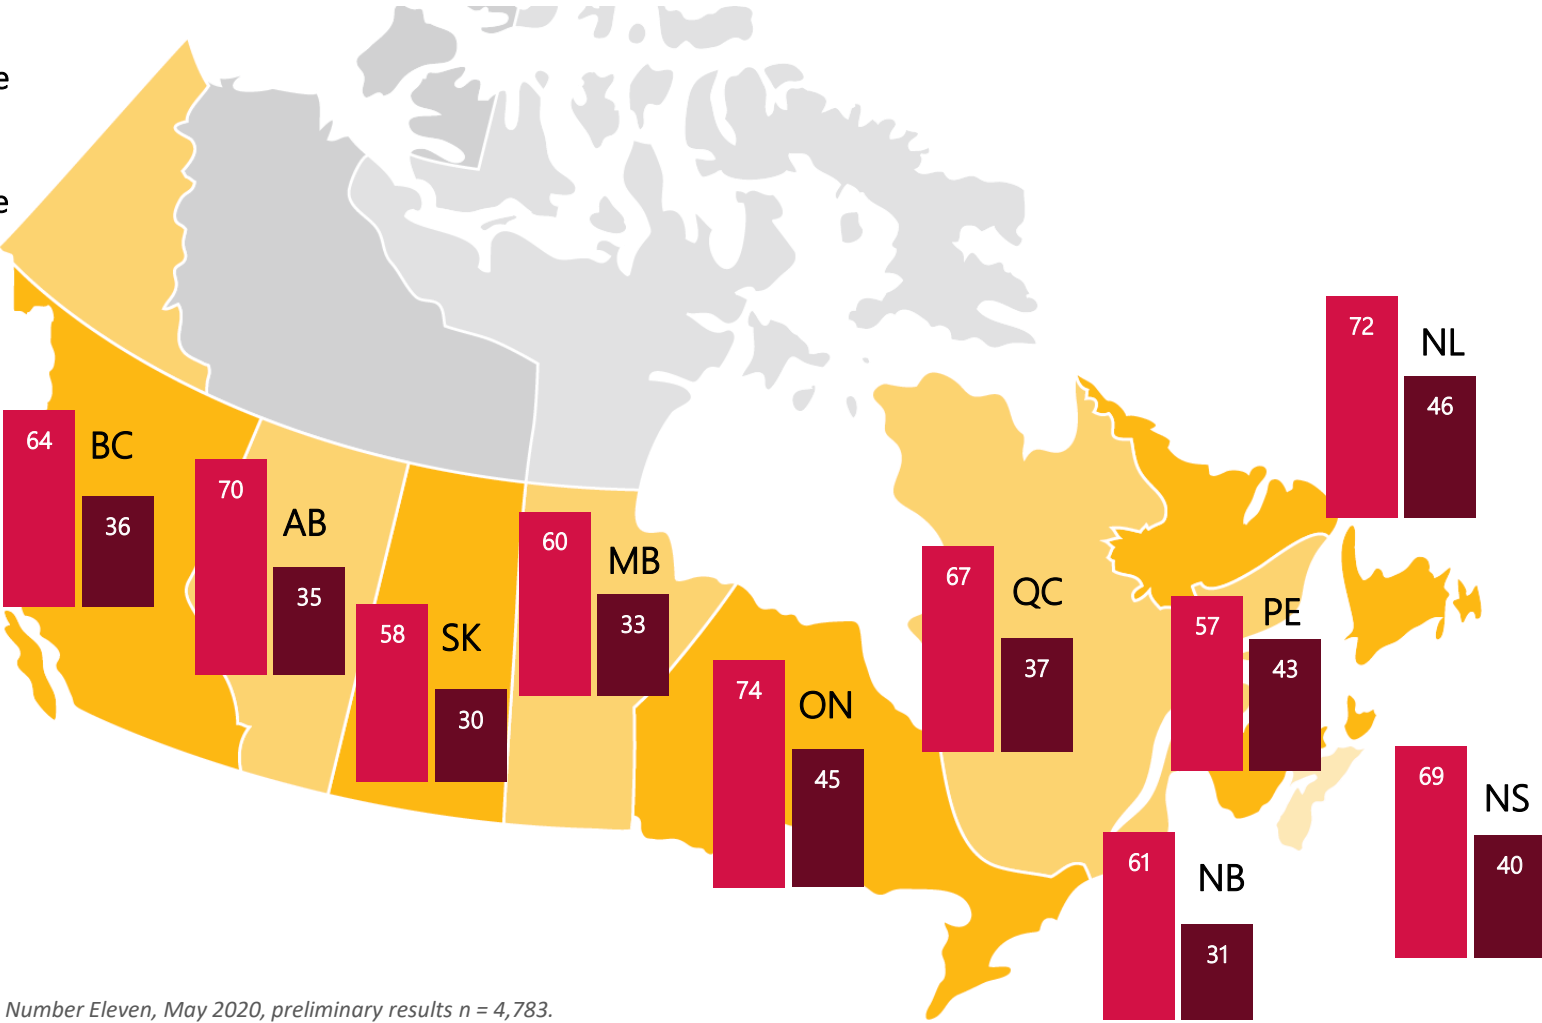 e
e
72
NL
46
64
BC
36
70
AB
35
60
MB
33
67
QC
37
57
PE
43
58
SK
30
74
ON
45
69
NS
40
61
NB
31
Number Eleven, May 2020, preliminary results n = 4,783.